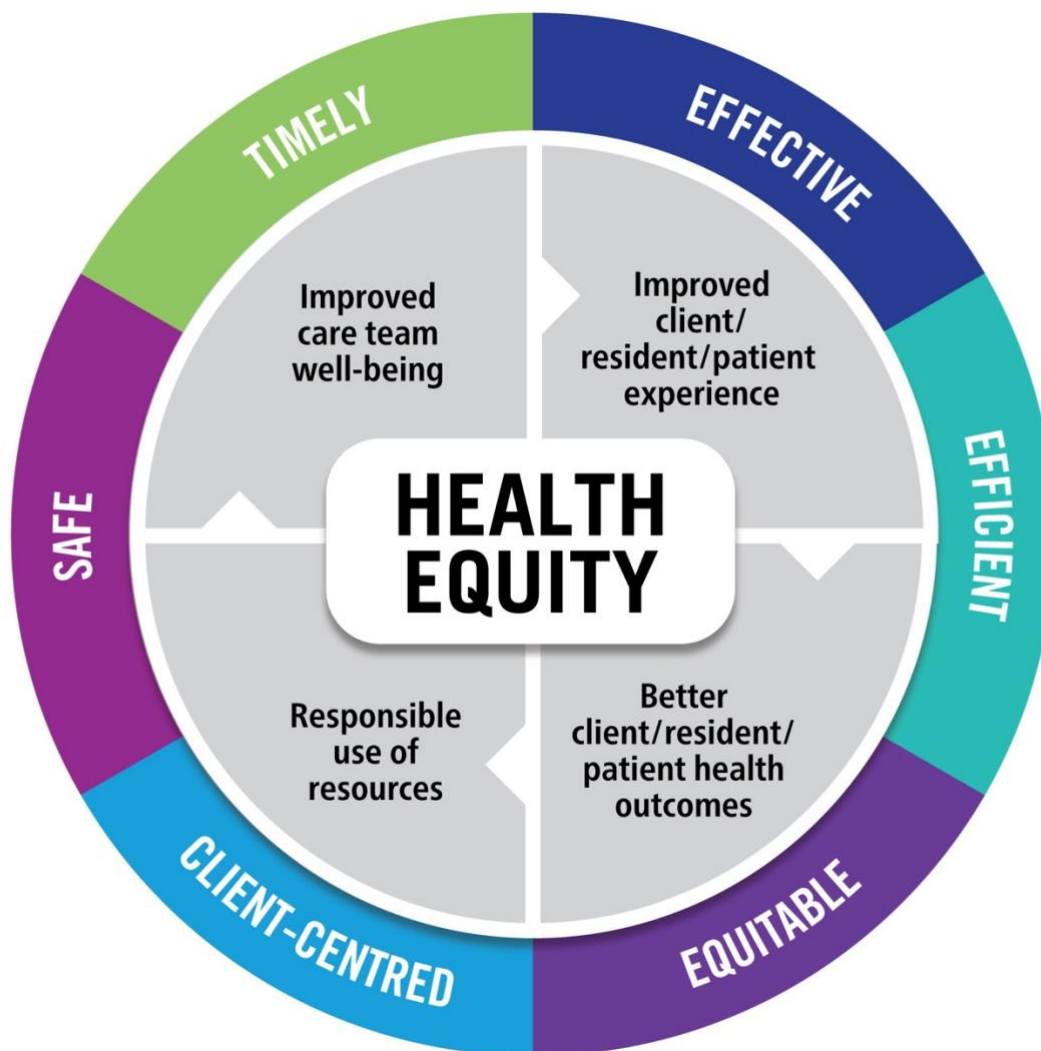 TIMELY
EFFECTIVE
EFFICIENT
EQUITABLE
CLIENT-CENTRED
SAFE
Improved
care team
well-being
Improved
client/
resident/patient
experience
HEALTH
EQUITY
Responsible
use of
resources
Better
client/resident/
patient health
outcomes